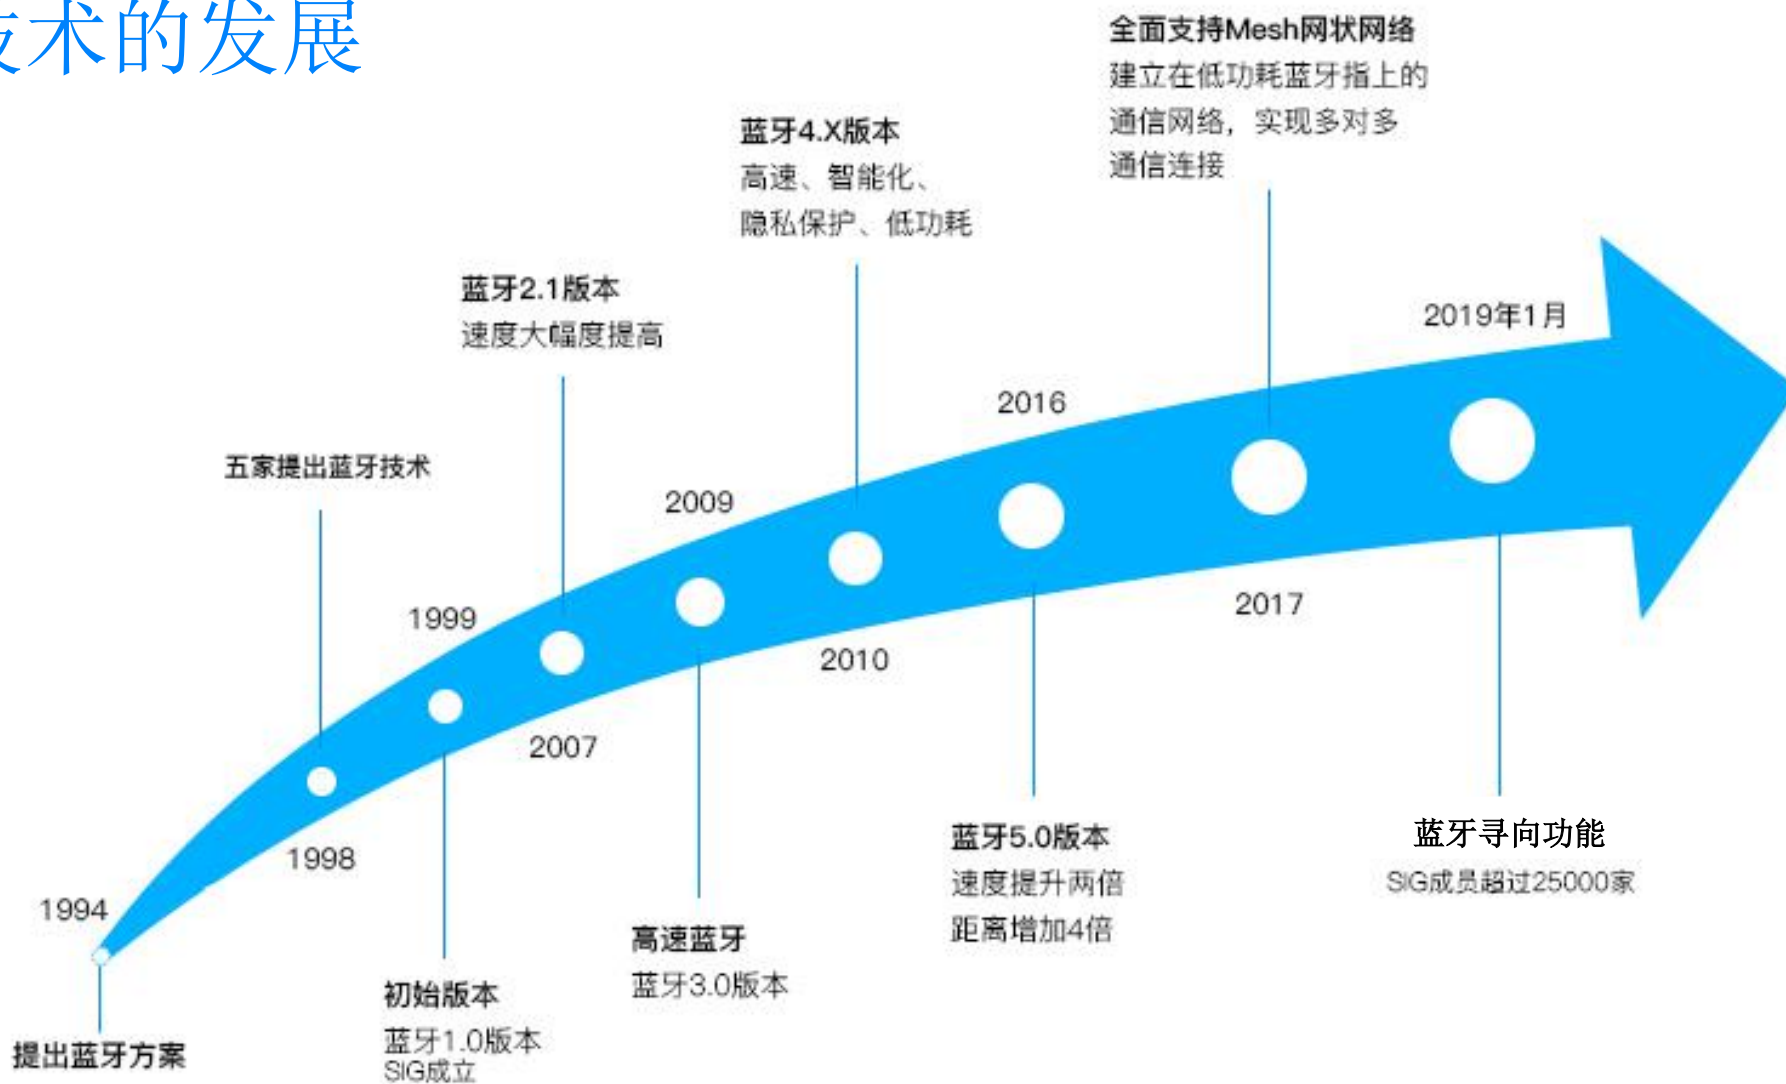 技术的发展
全面支持Mesh网状网络
建立在低功耗蓝牙指上的
通信网络，实现多对多
通信连接
蓝牙4.X版本
高速、智能化、
隐私保护、低功耗
蓝牙2.1版本
速度大幅度提高
2019年1月
2016
五家提出蓝牙技术
2009
1999
2017
2010
2007
1998
1994
蓝牙5.0版本
速度提升两倍
距离增加4倍
蓝牙寻向功能
SIG成员超过25000家
高速蓝牙
蓝牙3.0版本
初始版本
蓝牙1.0版本
SIG成立
提出蓝牙方案